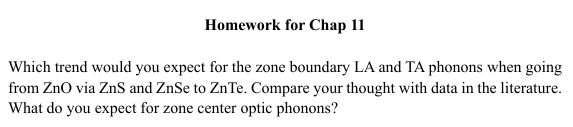 Homework for Chap 11
Which trend would you expect for the zone boundary LA and TA phonons when going
from ZnO via ZnS and ZnSe to ZnTe. Compare your thought with data in the literature.
What do you expect for zone center optic phonons?